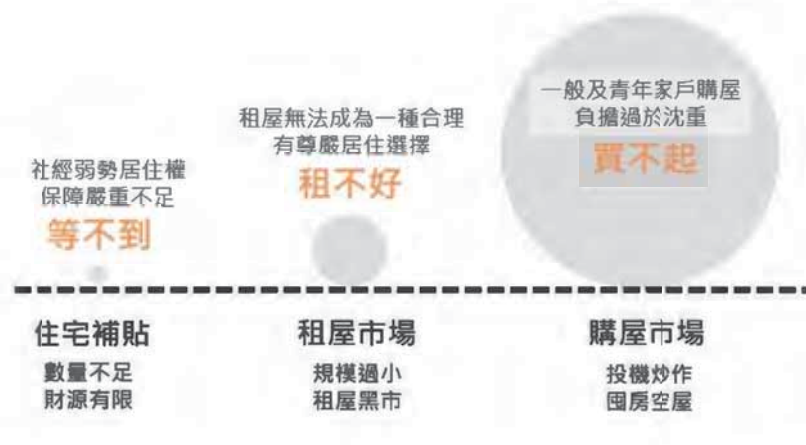 社經弱勢居住權
保障嚴重不足
等不到
租屋無法成為一種合理
有尊嚴居住選擇
租不好
一般及青年家戶購屋
負擔過於沈重
買不起
住宅補貼
數量不足
財源有限
租屋市場
規模過小
租屋黑市
購屋市場
投機炒作
囤房空屋